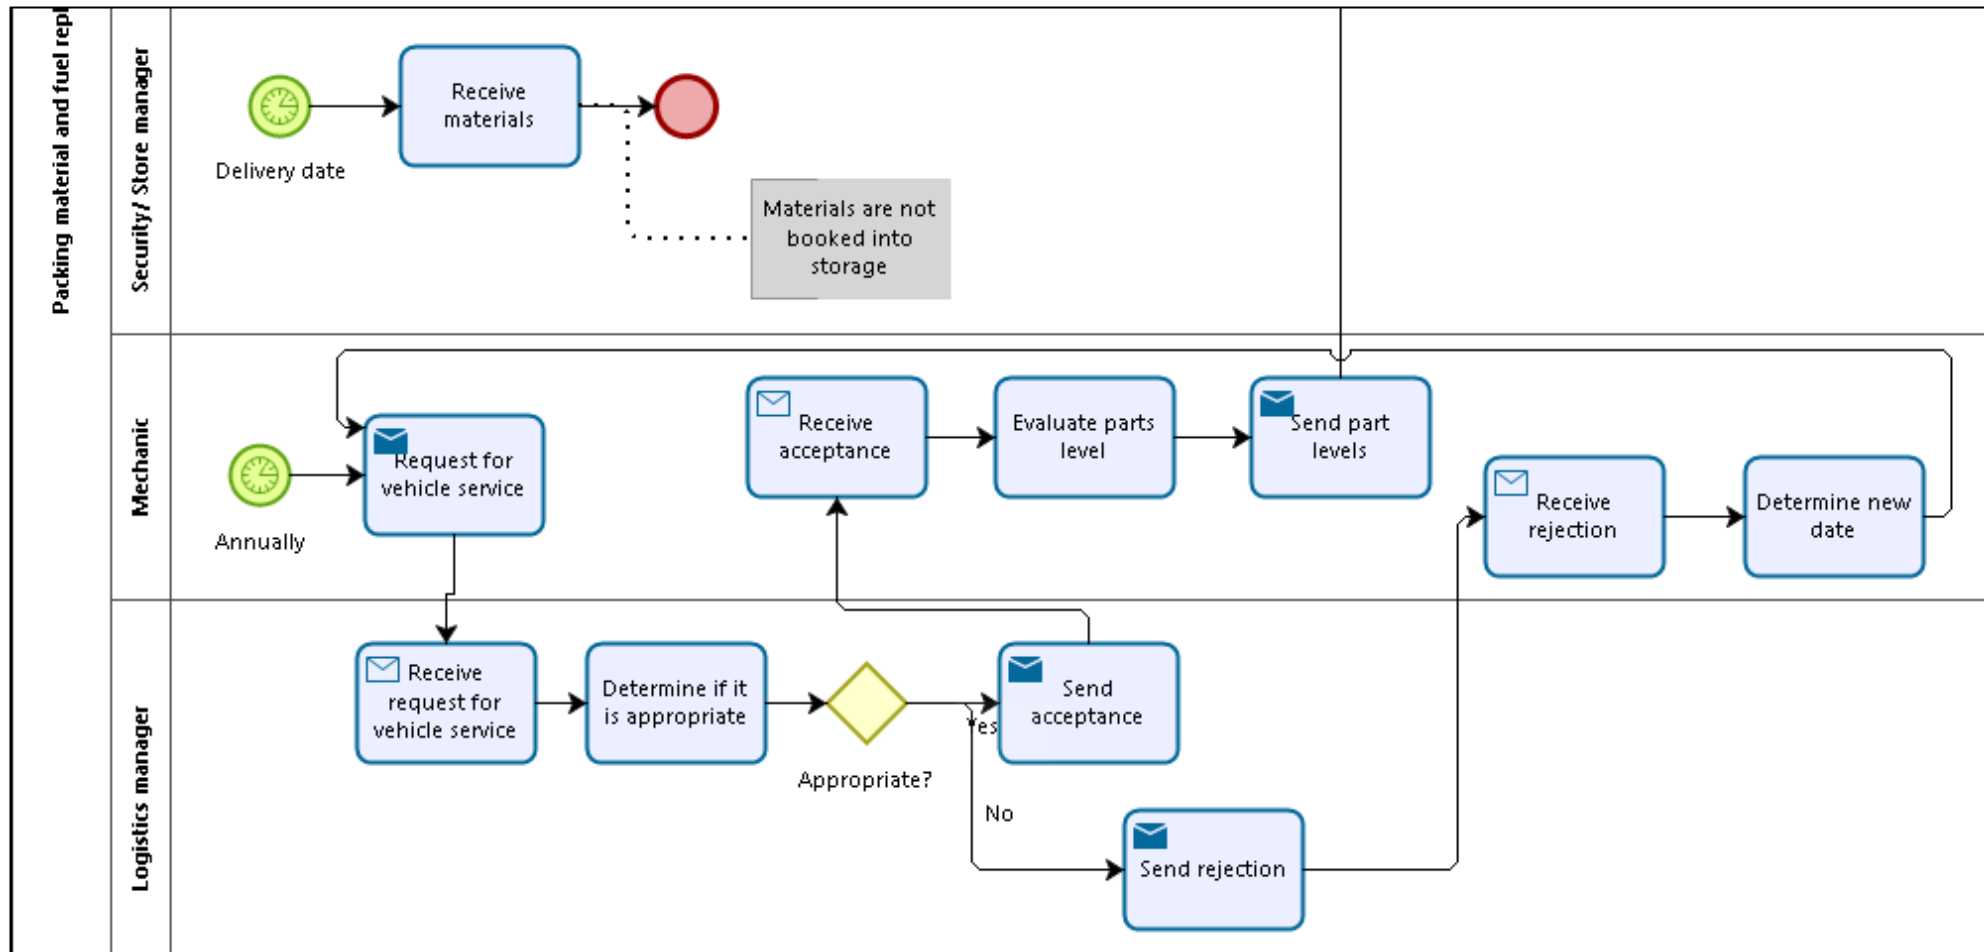 Packing material and fuel repl
Security/ Store manager
Receive
materials
Delivery date
Materials are not
booked into
storage
Mechanic
Request for
vehicle service
Annually
Receive
acceptance
Evaluate parts
level
Send part
levels
Receive
rejection
Determine new
date
Logistics manager
Receive
request for
vehicle service
Determine if it
is appropriate
Appropriate?
Yes
Send
acceptance
No
Send rejection